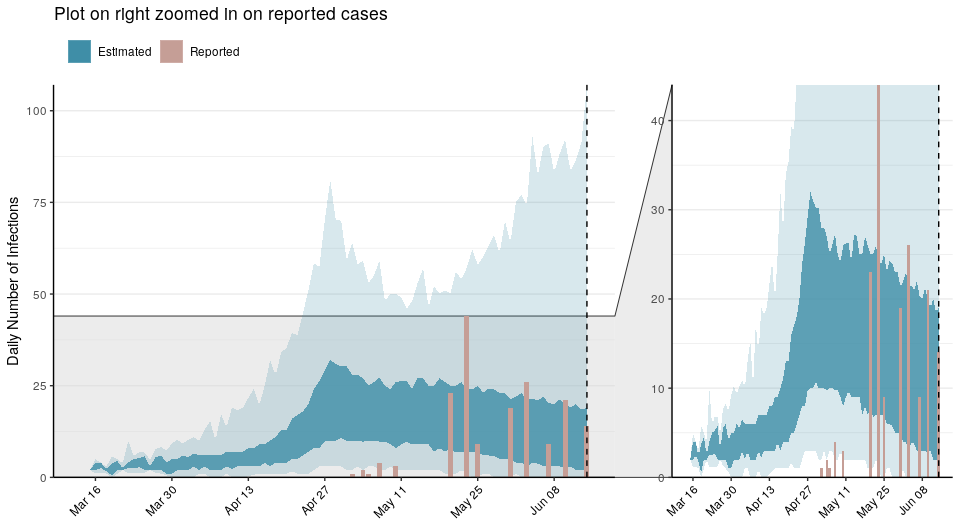 Plot on right zoomed in on reported cases
Estimated Reported
Daily Number of Infections
100
75
50
25
0
Mar 16 Mar 30 Apr 13 Apr 27 May 11 May 25 Jun 08
40
30
20
10
0
Mar 16 Mar 30 Apr 13 Apr 27 May 11 May 25 Jun 08